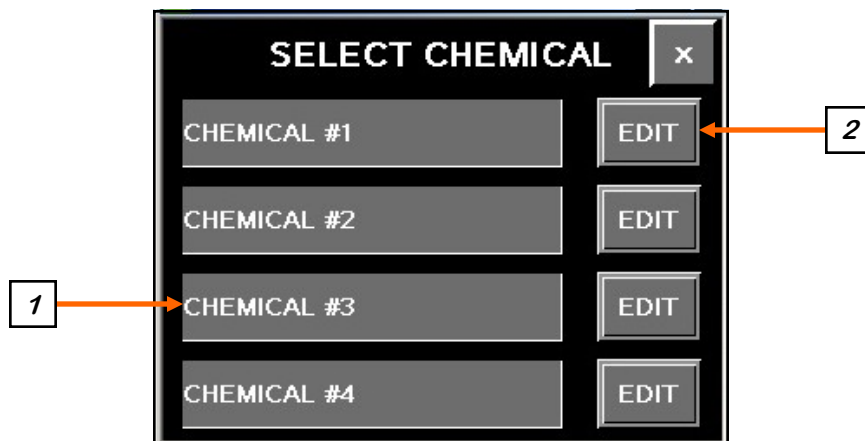 SELECT CHEMICAL x
CHEMICAL #1 EDIT 2
CHEMICAL #2 EDIT
1 CHEMICAL #3 EDIT
CHEMICAL #4 EDIT